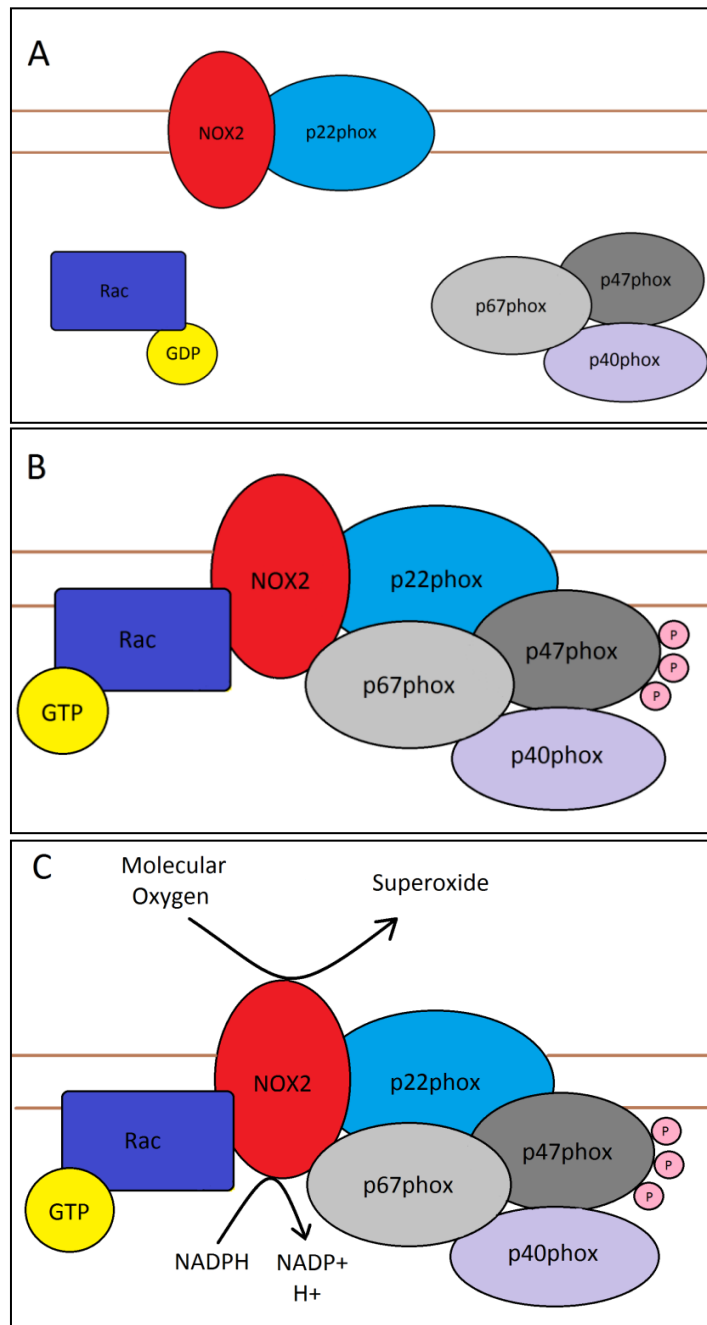 A
NOX2
p22phox
Rac
GDP
p67phox
p47phox
p40phox
B
NOX2
p22phox
Rac
GTP
p67phox
p47phox
P
P
P
p40phox
C
Molecular
Oxygen
Superoxide
NOX2
p22phox
Rac
GTP
p67phox
p47phox
P
P
P
p40phox
NADPH
NADP+
H+